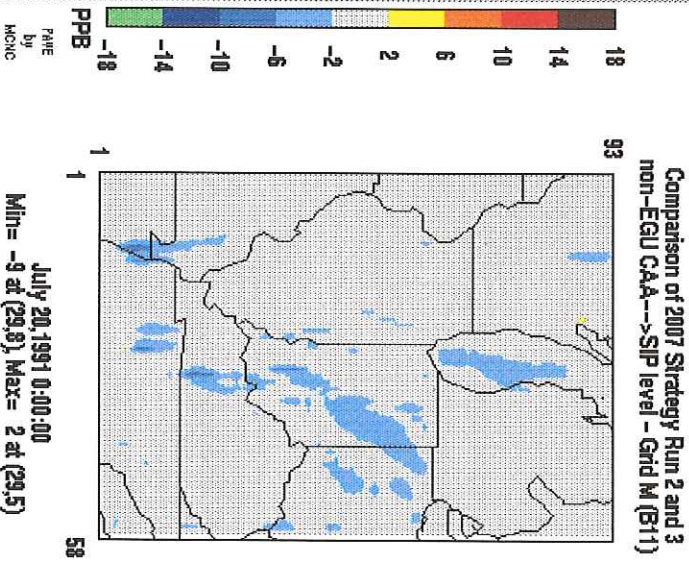 Comparison of 2007 Strategy Run 2 and 3
non-EGU CAA--->SIP level - Grid M (B11)
18
14
10
6
2
-2
-6
-10
-14
-18
PPB
PAVE
by
MCNC
93
1
1
58
July 20,1991 0:00:00
Min= -9 at (29,8), Max= 2 at (29,5)